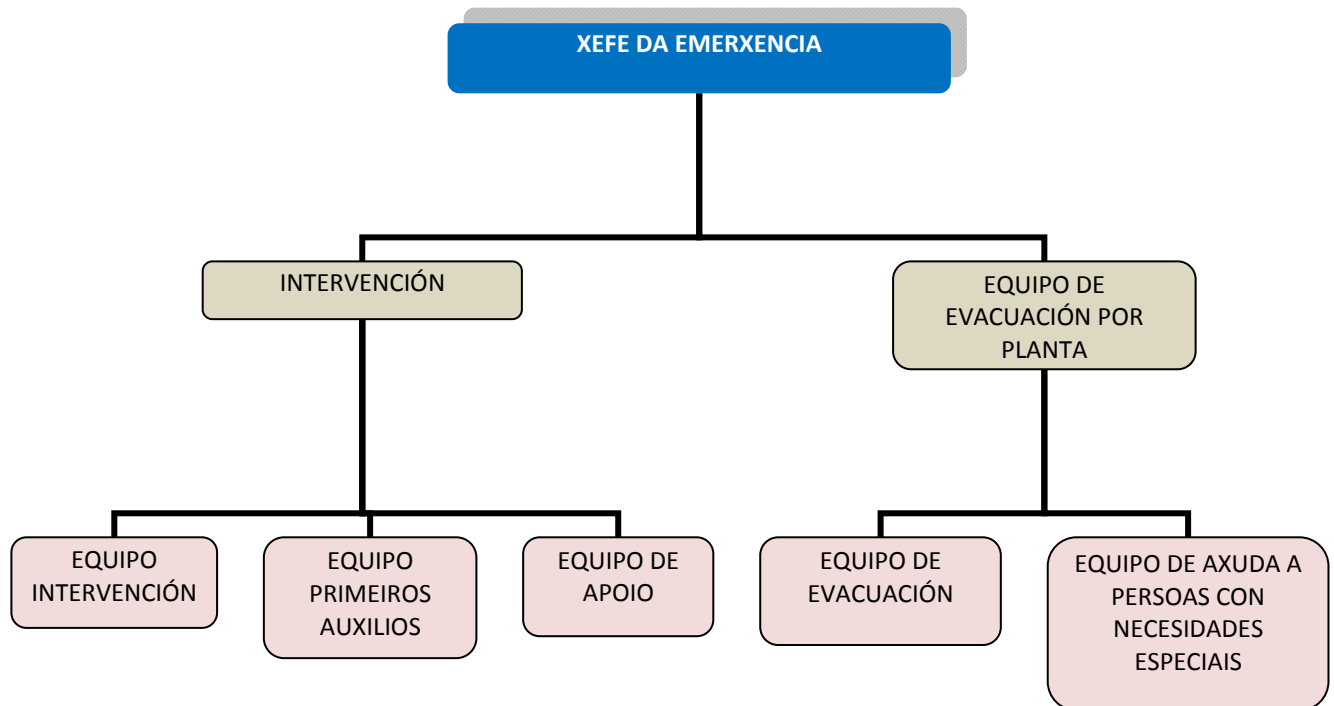 XEFE DA EMERXENCIA
INTERVENCIÓN
EQUIPO DE
EVACUACIÓN POR
PLANTA
EQUIPO
INTERVENCIÓN
EQUIPO
PRIMEIROS
AUXILIOS
EQUIPO DE
APOIO
EQUIPO DE
EVACUACIÓN
EQUIPO DE AXUDA A
PERSOAS CON
NECESIDADES
ESPECIAIS